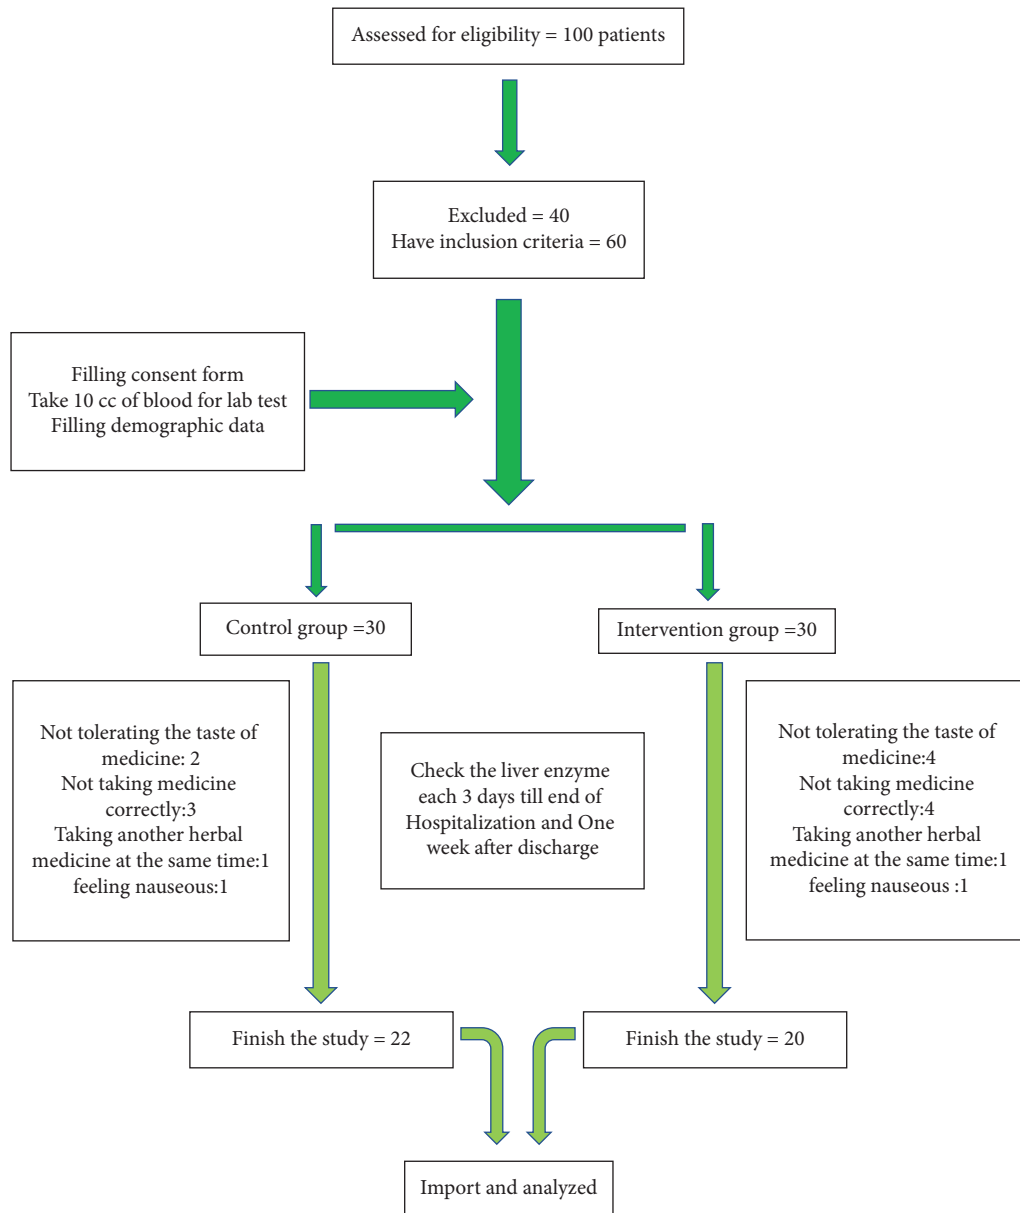 Assessed for eligibility = 100 patients
Excluded = 40
Have inclusion criteria = 60
Filling consent form
Take 10 cc of blood for lab test
Filling demographic data
Control group =30
Intervention group =30
Not tolerating the taste of
medicine: 2
Not taking medicine
correctly:3
Taking another herbal
medicine at the same time:1
feeling nauseous:1
Check the liver enzyme
each 3 days till end of
Hospitalization and One
week after discharge
Not tolerating the taste of
medicine:4
Not taking medicine
correctly:4
Taking another herbal
medicine at the same time:1
feeling nauseous :1
Finish the study = 22
Finish the study = 20
Import and analyzed